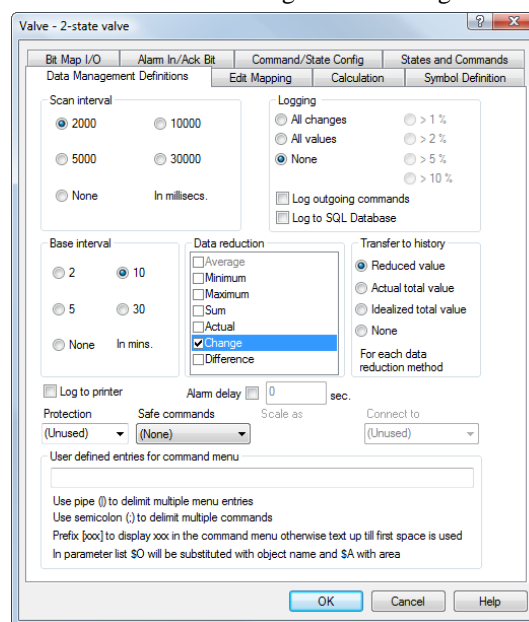 Valve - 2-state valve
Bit Map I/O Alarm In/Ack Bit Command/State Config States and Commands
Data Management Definitions Edit Mapping Calculation Symbol Definition
Scan interval
2000 10000
5000 30000
None In millisecs.
Logging
All changes > 1 %
All values > 2 %
None > 5 %
> 10 %
Log outgoing commands
Log to SQL Database
Base interval
2 10
5 30
None In mins.
Data reduction
Average
Minimum
Maximum
Sum
Actual
Change
Difference
Transfer to history
Reduced value
Actual total value
Idealized total value
None
For each data
reduction method
Log to printer Alarm delay 0 sec.
Protection Safe commands Scale as Connect to
(Unused) (None) (Unused)
User defined entries for command menu
Use pipe (|) to delimit multiple menu entries
Use semicolon (;) to delimit multiple commands
Prefix [xxx] to display xxx in the command menu otherwise text up till first space is used
In parameter list $O will be substituted with object name and $A with area
OK Cancel Help